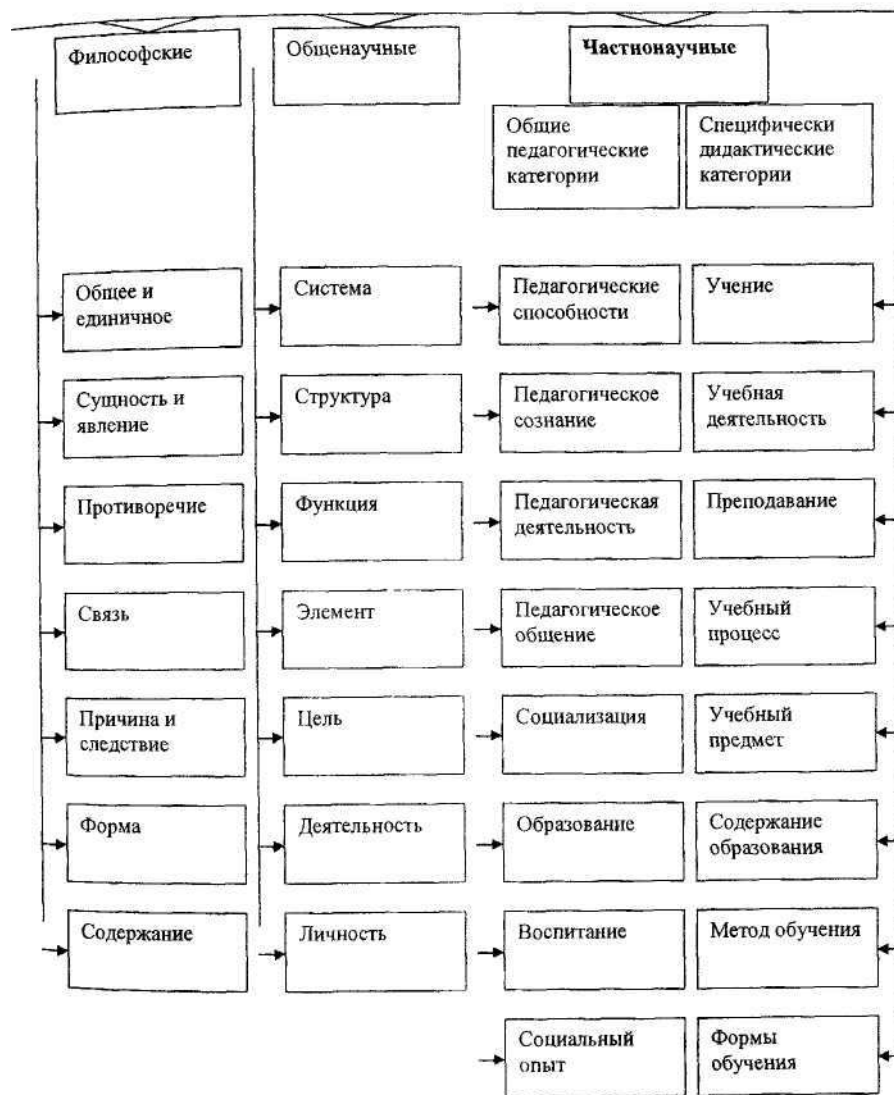 Философские
Общенаучные
Частионаучные
Общие
педагогические
категории
Специфически
дидактические
категории
Общее и
единичное
Система
Педагогические
способности
Учение
Сущность и
явление
Структура
Педагогическое
сознание
Учебная
деятельность
Противоречие
Функция
Педагогическая
деятельность
Преподавание
Связь
Элемент
Педагогическое
общение
Учебный
процесс
Причина и
следствие
Цель
Социализация
Учебный
предмет
Форма
Деятельность
Образование
Содержание
образования
Содержание
Личность
Воспитание
Метод обучения
Социальный
опыт
Формы
обучения